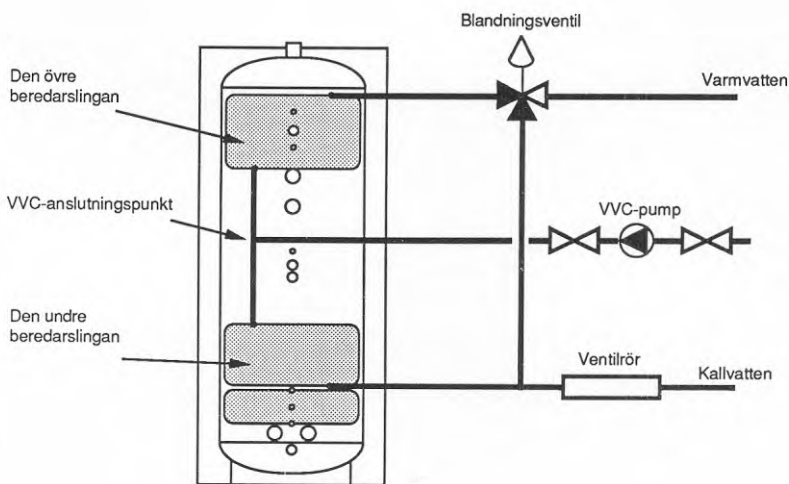 Blandningsventil
Den övre
beredarslingan
Varmvatten
VVC-anslutningspunkt
VVC-pump
Den undre
beredarslingan
Ventilrör
Kallvatten